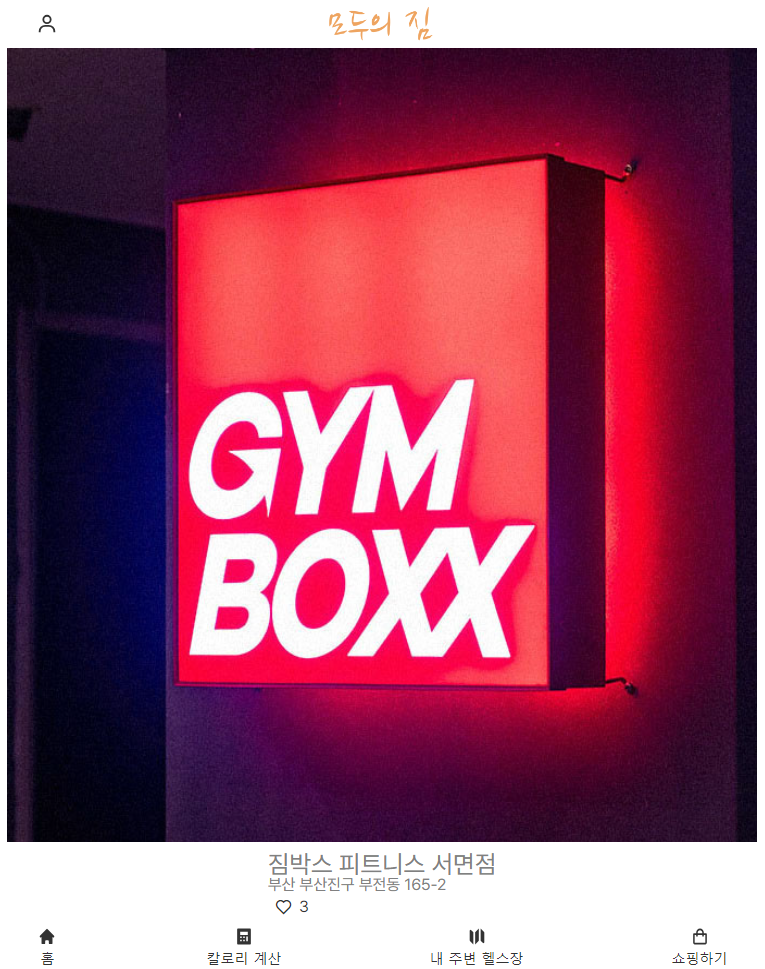 모두의 짐
GYM
BOXX
짐박스 피트니스 서면점
부산 부산진구 부전동 165-2
3
홈
칼로리 계산
내 주변 헬스장
쇼핑하기